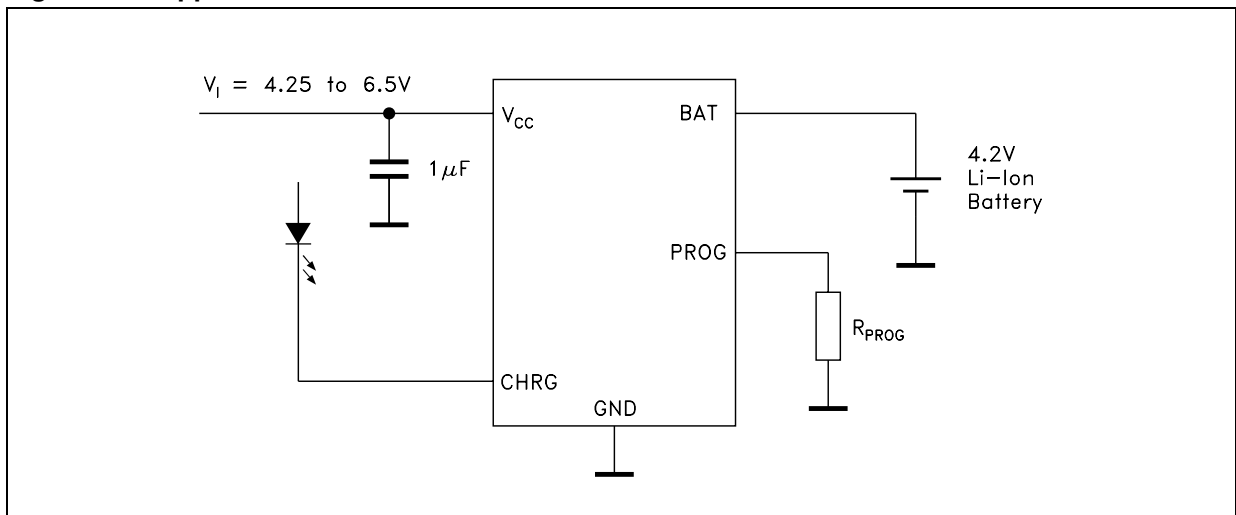 V_I = 4.25 to 6.5V
V_CC
BAT
1μF
4.2V
Li-Ion
Battery
PROG
R_PROG
CHRG
GND